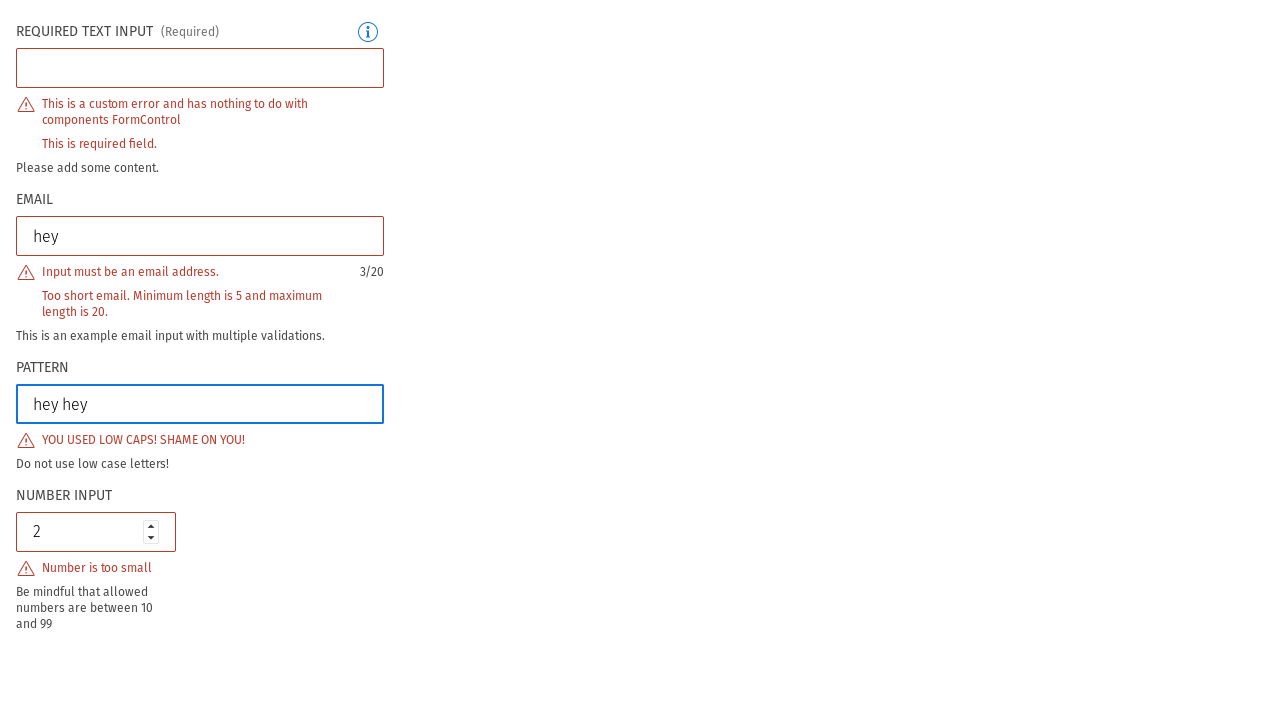 REQUIRED TEXT INPUT (Required)
This is a custom error and has nothing to do with
components FormControl
This is required field.
Please add some content.
EMAIL
hey
Input must be an email address. 3/20
Too short email. Minimum length is 5 and maximum
length is 20.
This is an example email input with multiple validations.
PATTERN
hey hey
YOU USED LOW CAPS! SHAME ON YOU!
Do not use low case letters!
NUMBER INPUT
2
Number is too small
Be mindful that allowed
numbers are between 10
and 99